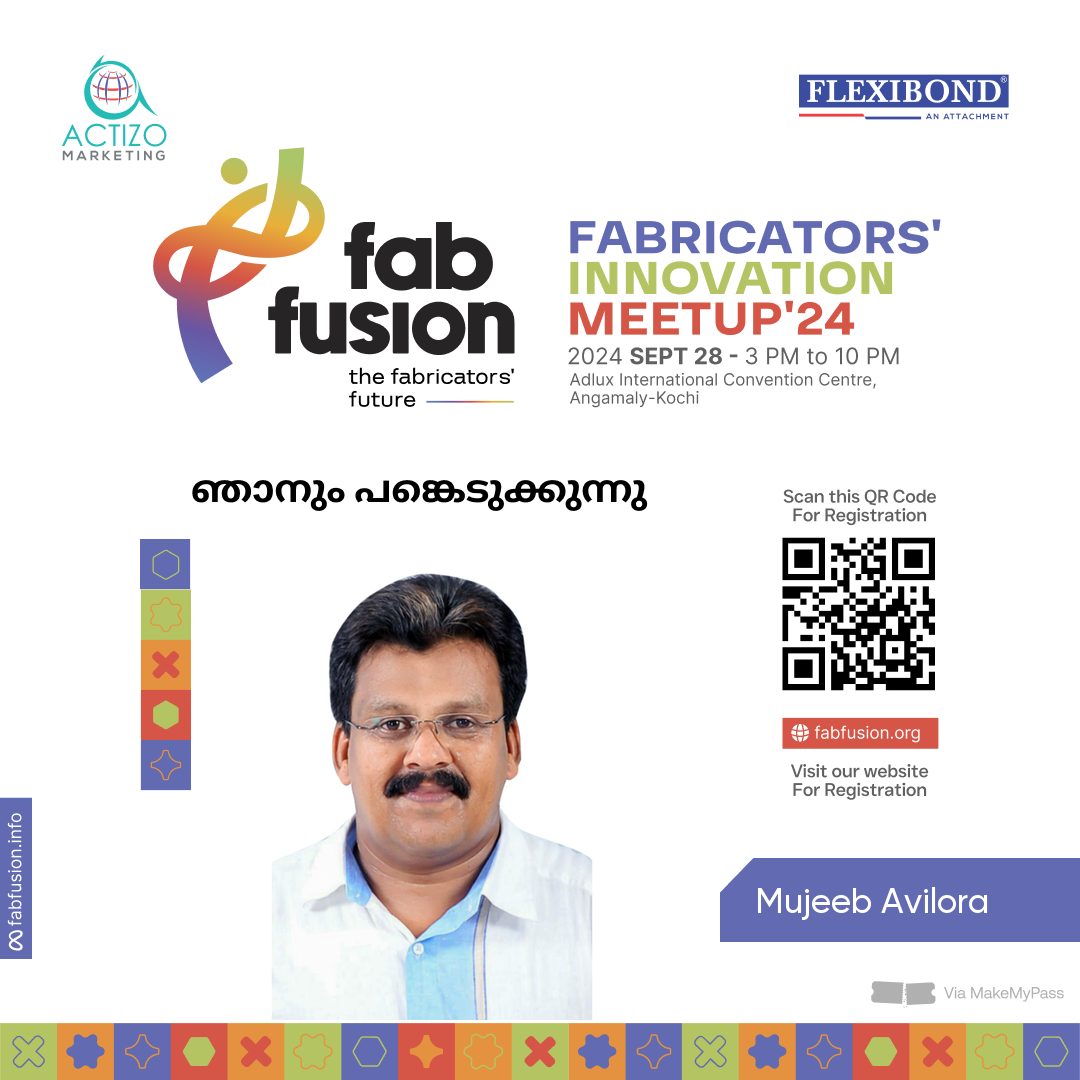 ACTIZO
MARKETING
FLEXIBOND®
AN ATTACHMENT
fab
fusion
the fabricators'
future
FABRICATORS'
INNOVATION
MEETUP'24
2024 SEPT 28 - 3 PM to 10 PM
Adlux International Convention Centre,
Angamaly-Kochi
ഞാനും പങ്കെടുക്കുന്നു
Scan this QR Code
For Registration
fabfusion.org
Visit our website
For Registration
fabfusion.info
Mujeeb Avilora
Via MakeMyPass